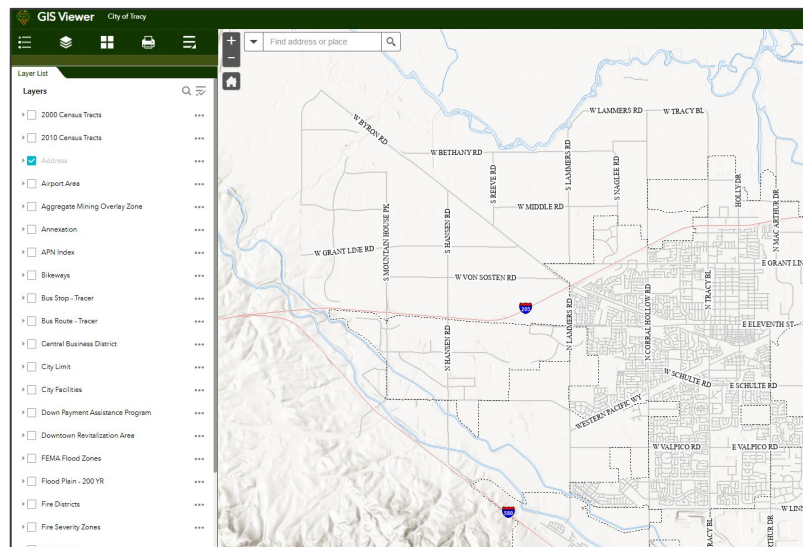 GIS Viewer City of Tracy
Find address or place
Layer List
Layers
2000 Census Tracts
2010 Census Tracts
Address
Airport Area
Aggregate Mining Overlay Zone
Annexation
APN Index
Bikeways
Bus Stop - Tracer
Bus Route - Tracer
Central Business District
City Limit
City Facilities
Down Payment Assistance Program
Downtown Revitalization Area
FEMA Flood Zones
Flood Plain - 200 YR
Fire Districts
Fire Severity Zones
W LAMMERS RD
W TRACY BL
W BYRON RD
W BETHANY RD
S REEVE RD
S LAMMERS RD
S NAGLEE RD
HOLLY DR
N MAC ARTHUR DR
W MIDDLE RD
S MOUNTAIN HOUSE PK
S HANSEN RD
W GRANT LINE RD
E GRANT LIN
W VON SOSTEN RD
N TRACY BL
205
N HANSEN RD
N LAMMERS RD
N CORRAL HOLLOW RD
E ELEVENTH ST
W SCHULTE RD
E SCHULTE RD
WESTERN PACIFIC WY
W VALPICO RD
E VALPICO RD
580
W LINN
RACY BL
THUR DR